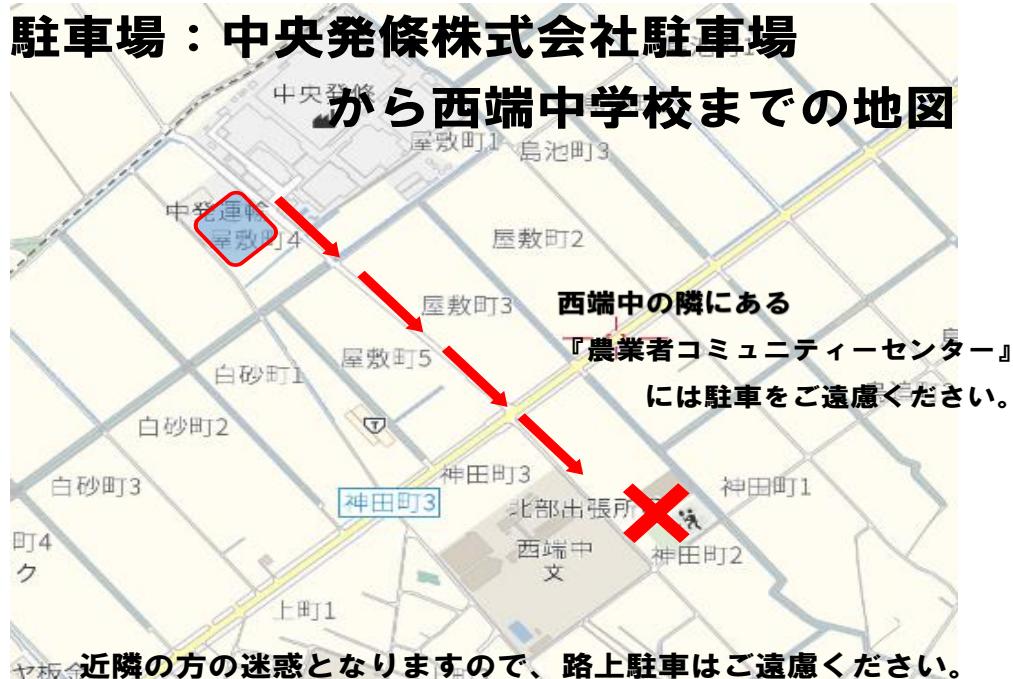 駐車場：中央発條株式会社駐車場
から西端中学校までの地図
中央発條
屋敷町1
島池町3
中発運輸
屋敷町4
屋敷町2
屋敷町3
西端中の隣にある
『農業者コミュニティーセンター』
には駐車をご遠慮ください。
屋敷町5
白砂町1
白砂町2
白砂町3
神田町3
神田町3
神田町1
北部出張所
西端中
文
神田町2
町4
ク
上町1
近隣の方の迷惑となりますので、路上駐車はご遠慮ください。